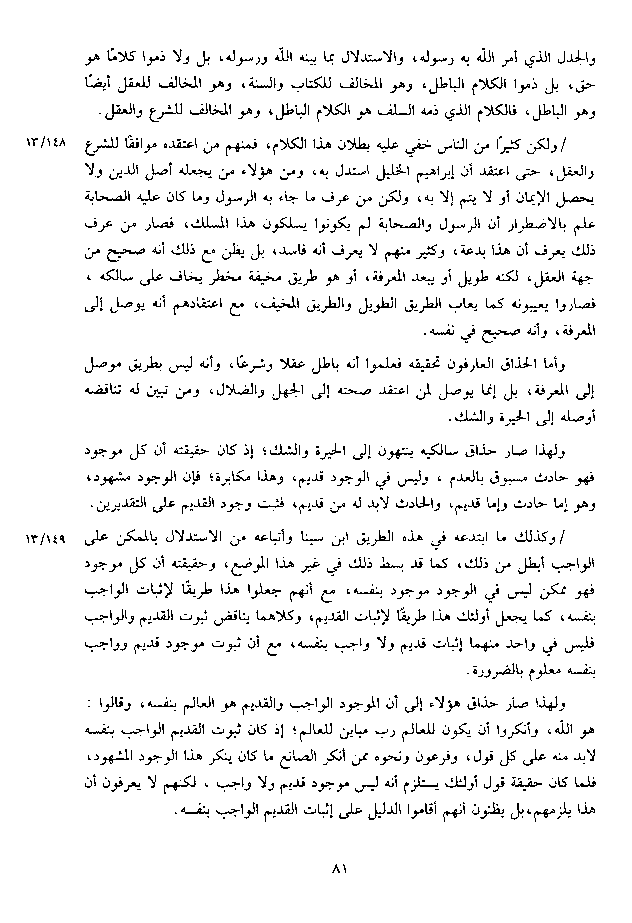 والجدل الذي أمر الله به رسوله، والاستدلال بما بينه الله ورسوله، بل ولا ذموا كلامًا هو
حق، بل ذموا الكلام الباطل، وهو المخالف للكتاب والسنة، وهو المخالف للعقل أيضًا
وهو الباطل، فالكلام الذي ذمه السلف هو الكلام الباطل، وهو المخالف للشرع والعقل.
١٣/١٤٨ / ولكن كثيرًا من الناس خفي عليه بطلان هذا الكلام، فمنهم من اعتقده موافقًا للشرع
والعقل، حتى اعتقد أن إبراهيم الخليل استدل به، ومن هؤلاء من يجعله أصل الدين ولا
يحصل الإيمان أو لا يتم إلا به، ولكن من عرف ما جاء به الرسول وما كان عليه الصحابة
علم بالاضطرار أن الرسول والصحابة لم يكونوا يسلكون هذا المسلك، فصار من عرف
ذلك يعرف أن هذا بدعة، وكثير منهم لا يعرف أنه فاسد، بل يظن مع ذلك أنه صحيح من
جهة العقل، لكنه طويل أو يبعد المعرفة، أو هو طريق مخيفة مخطر يخاف على سالكه ،
فصاروا يعيبونه كما يعاب الطريق الطويل والطريق المخيف، مع اعتقادهم أنه يوصل إلى
المعرفة، وأنه صحيح في نفسه.
وأما الحذاق العارفون تحقيقه فعلموا أنه باطل عقلا وشرعًا، وأنه ليس بطريق موصل
إلى المعرفة، بل إنما يوصل لمن اعتقد صحته إلى الجهل والضلال، ومن تبين له تناقضه
أوصله إلى الحيرة والشك.
ولهذا صار حذاق سالكيه ينتهون إلى الحيرة والشك؛ إذ كان حقيقته أن كل موجود
فهو حادث مسبوق بالعدم ، وليس في الوجود قديم، وهذا مكابرة؛ فإن الوجود مشهود،
وهو إما حادث وإما قديم، والحادث لابد له من قديم، فثبت وجود القديم على التقديرين.
١٣/١٤٩ / وكذلك ما ابتدعه في هذه الطريق ابن سينا وأتباعه من الاستدلال بالممكن على
الواجب أبطل من ذلك، كما قد بسط ذلك في غير هذا الموضع، وحقيقته أن كل موجود
فهو ممكن ليس في الوجود موجود بنفسه، مع أنهم جعلوا هذا طريقًا لإثبات الواجب
بنفسه، كما يجعل أولئك هذا طريقًا لإثبات القديم، وكلاهما يناقض ثبوت القديم والواجب
فليس في واحد منهما إثبات قديم ولا واجب بنفسه، مع أن ثبوت موجود قديم وواجب
بنفسه معلوم بالضرورة.
ولهذا صار حذاق هؤلاء إلى أن الموجود الواجب والقديم هو العالم بنفسه، وقالوا :
هو الله، وأنكروا أن يكون للعالم رب مباين للعالم؛ إذ كان ثبوت القديم الواجب بنفسه
لابد منه على كل قول، وفرعون ونحوه ممن أنكر الصانع ما كان ينكر هذا الوجود المشهود،
فلما كان حقيقة قول أولئك يستلزم أنه ليس موجود قديم ولا واجب ، لكنهم لا يعرفون أن
هذا يلزمهم، بل يظنون أنهم أقاموا الدليل على إثبات القديم الواجب بنفسه.
٨١